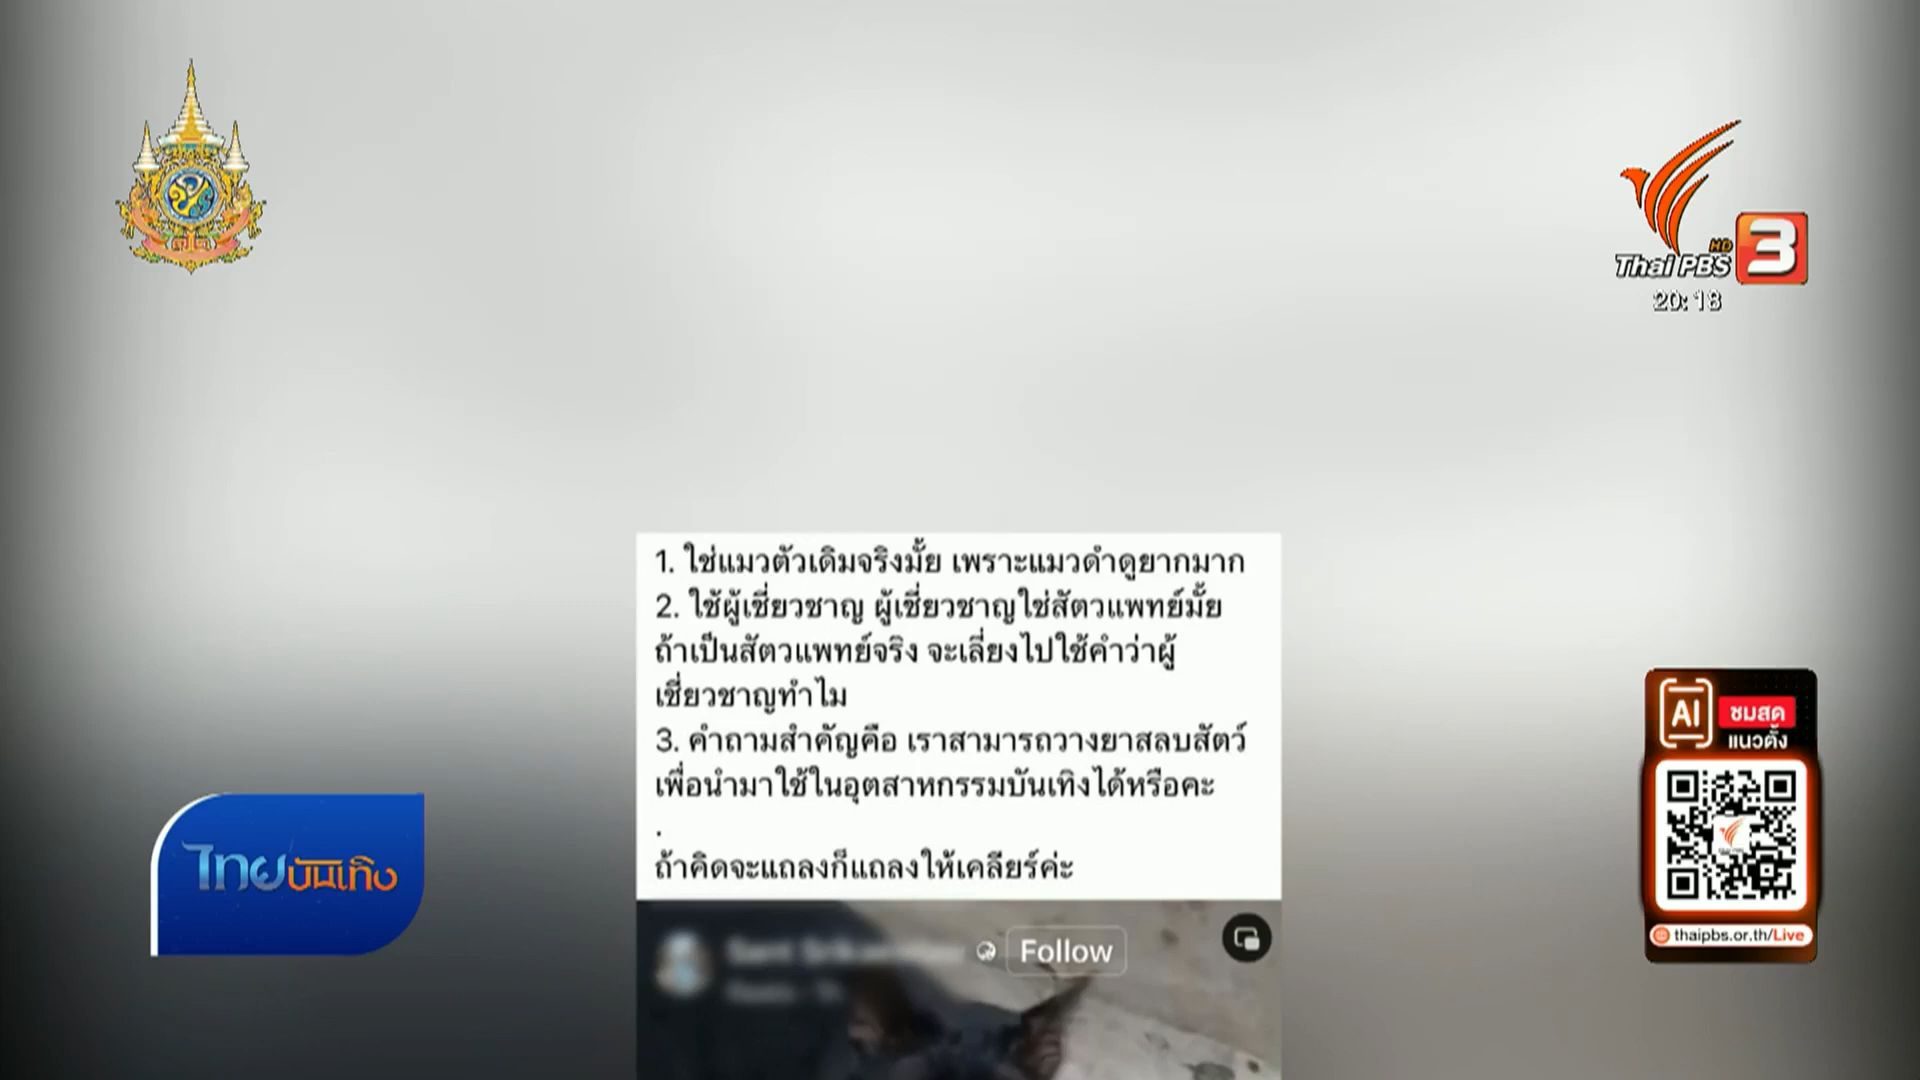 HD
Thai PBS 3
20:18
1. ใช่แมวตัวเดิมจริงมั้ย เพราะแมวดำดูยากมาก
2. ใช้ผู้เชี่ยวชาญ ผู้เชี่ยวชาญใช่สัตวแพทย์มั้ย
ถ้าเป็นสัตวแพทย์จริง จะเลี่ยงไปใช้คำว่าผู้
เชี่ยวชาญทำไม
3. คำถามสำคัญคือ เราสามารถวางยาสลบสัตว์
เพื่อนำมาใช้ในอุตสาหกรรมบันเทิงได้หรือคะ
.
ถ้าคิดจะแถลงก็แถลงให้เคลียร์ค่ะ
Follow
ไทยบันเทิง
AI ชมสด
แนวตั้ง
thaipbs.or.th/Live